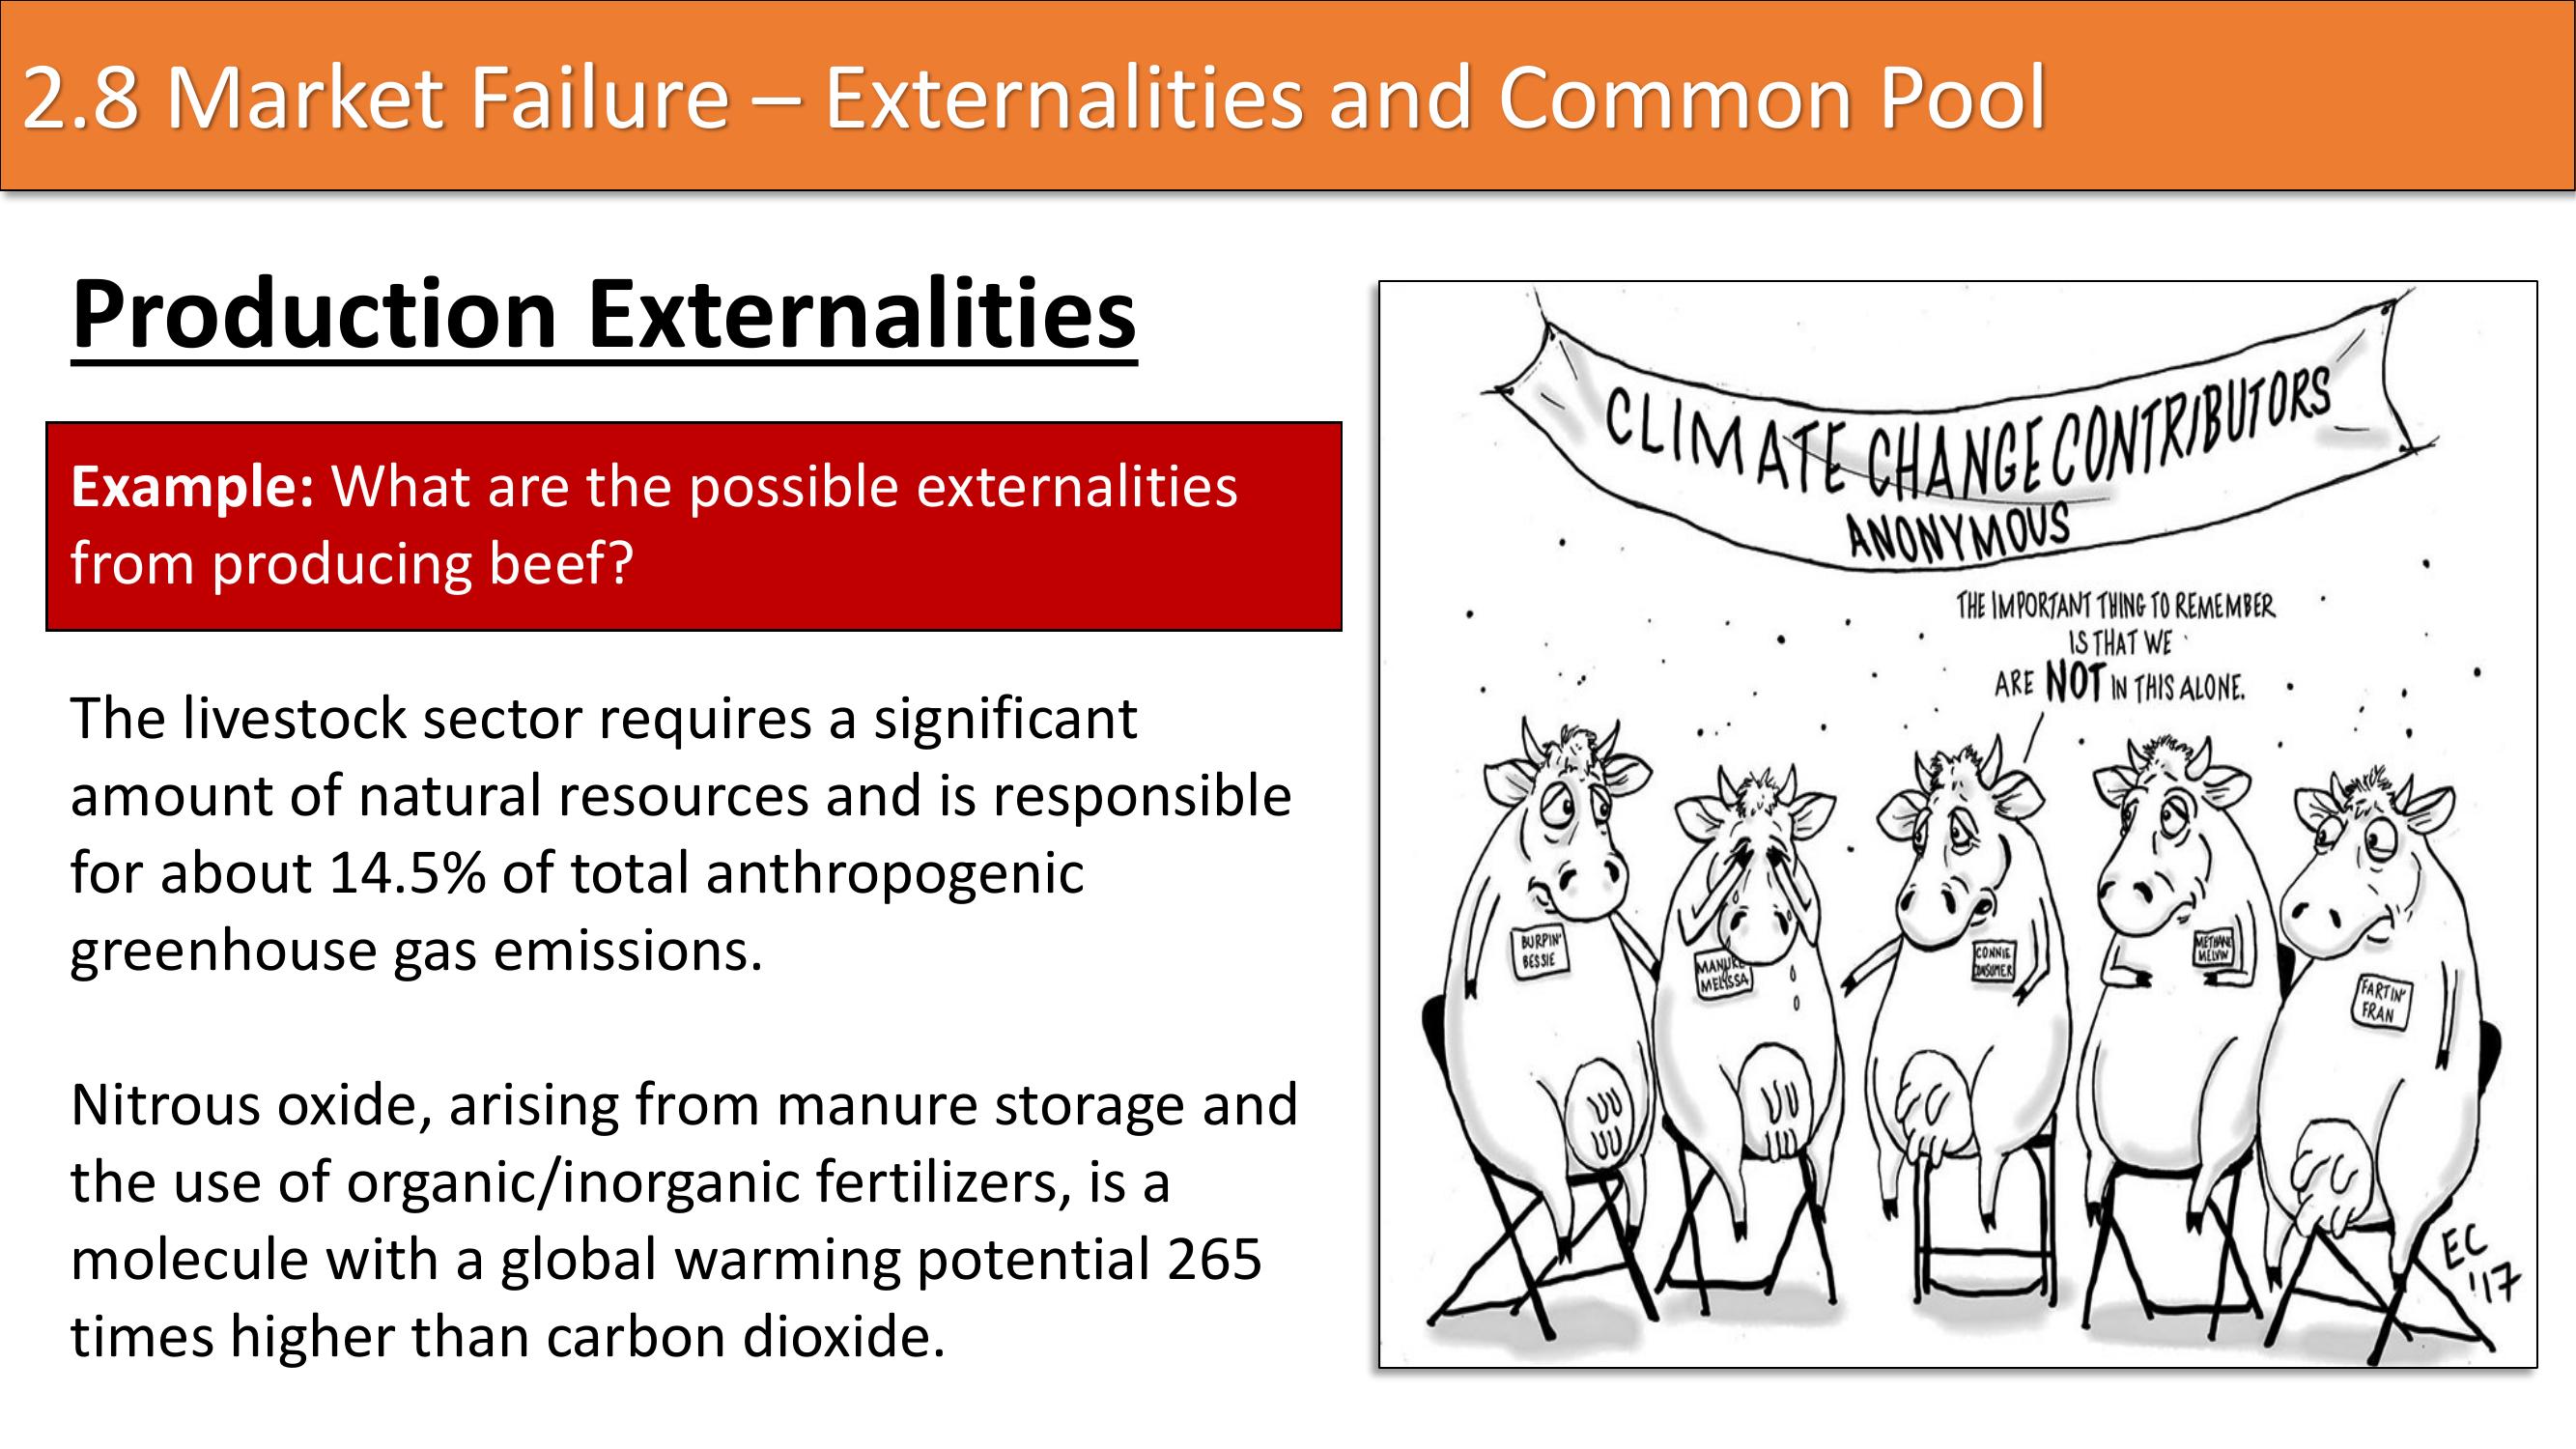 2.8 Market Failure – Externalities and Common Pool
Production Externalities
Example: What are the possible externalities
from producing beef?
The livestock sector requires a significant
amount of natural resources and is responsible
for about 14.5% of total anthropogenic
greenhouse gas emissions.
Nitrous oxide, arising from manure storage and
the use of organic/inorganic fertilizers, is a
molecule with a global warming potential 265
times higher than carbon dioxide.
CLIMATE CHANGE CONTRIBUTORS
ANONYMOUS
THE IMPORTANT THING TO REMEMBER
IS THAT WE
ARE NOT IN THIS ALONE.
BURPIN'
BESSIE
MANURE
MELISSA
CONNIE
CONSUMER
METHANE
MELVIN
FARTIN'
FRAN
EC
'17